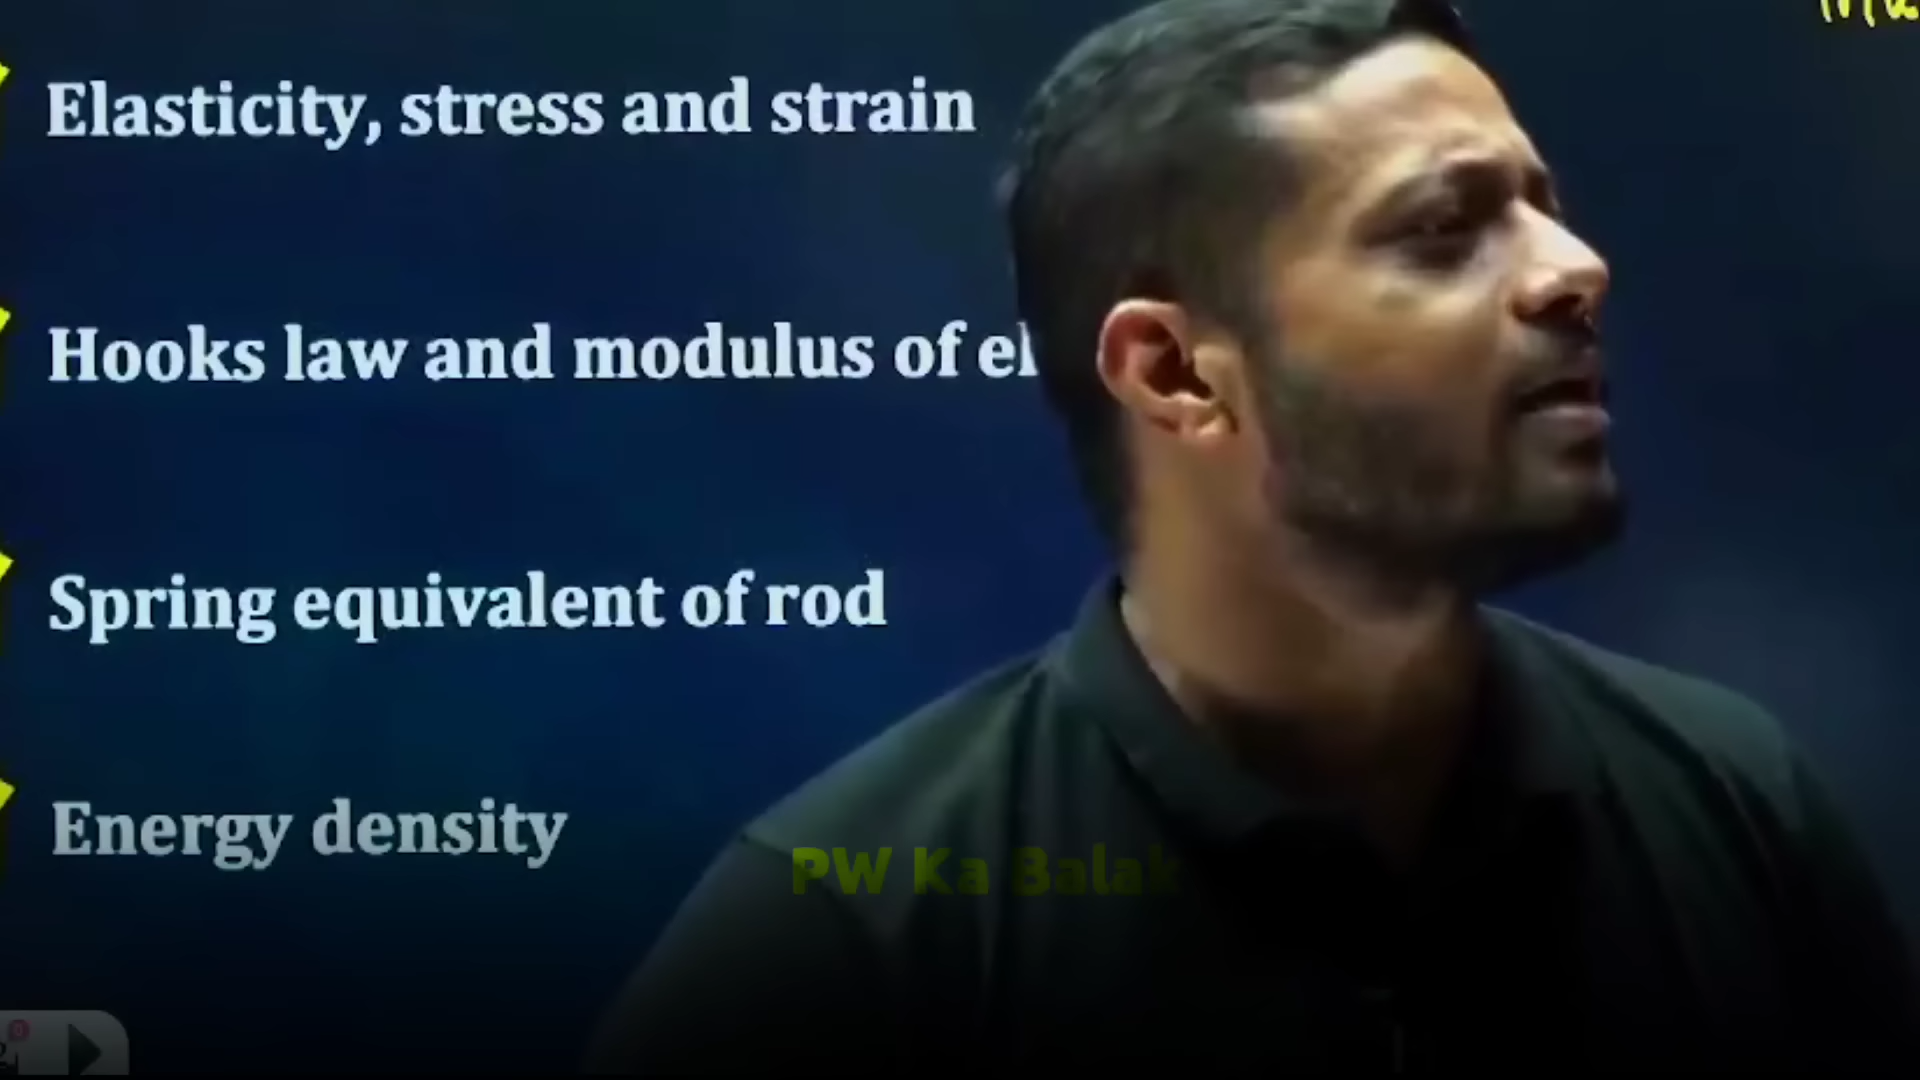 Elasticity, stress and strain
Hooks law and modulus of el
Spring equivalent of rod
Energy density
PW Ka Balak